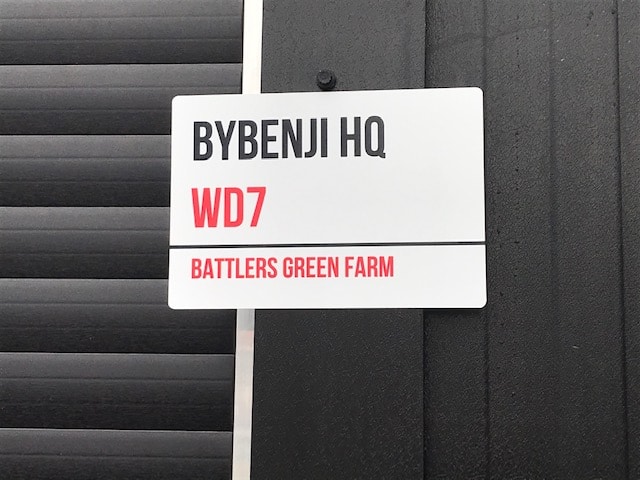 BYBENJI HQ
WD7
BATTLERS GREEN FARM